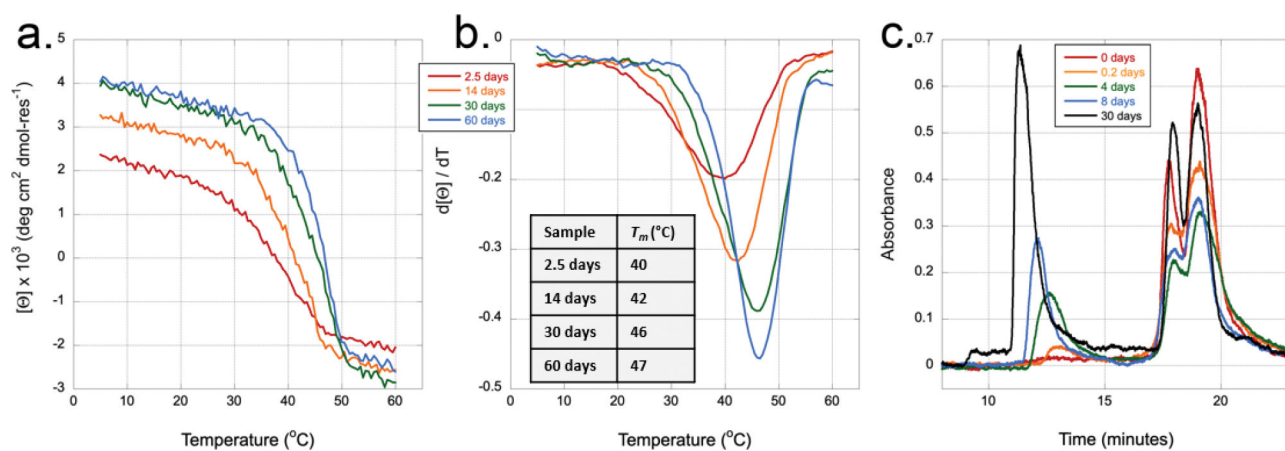 a.
[Θ] x 10³ (deg cm² dmol-res⁻¹)
5
4
3
2
1
0
-1
-2
-3
0 10 20 30 40 50 60
Temperature (°C)
2.5 days
14 days
30 days
60 days
b.
d[Θ] / dT
0
-0.2
-0.3
-0.4
-0.5
0 10 20 30 40 50 60
Temperature (°C)
Sample Tm (°C)
2.5 days 40
14 days 42
30 days 46
60 days 47
c.
Absorbance
0.7
0.6
0.5
0.4
0.3
0.2
0.1
0
10 15 20
Time (minutes)
0 days
0.2 days
4 days
8 days
30 days